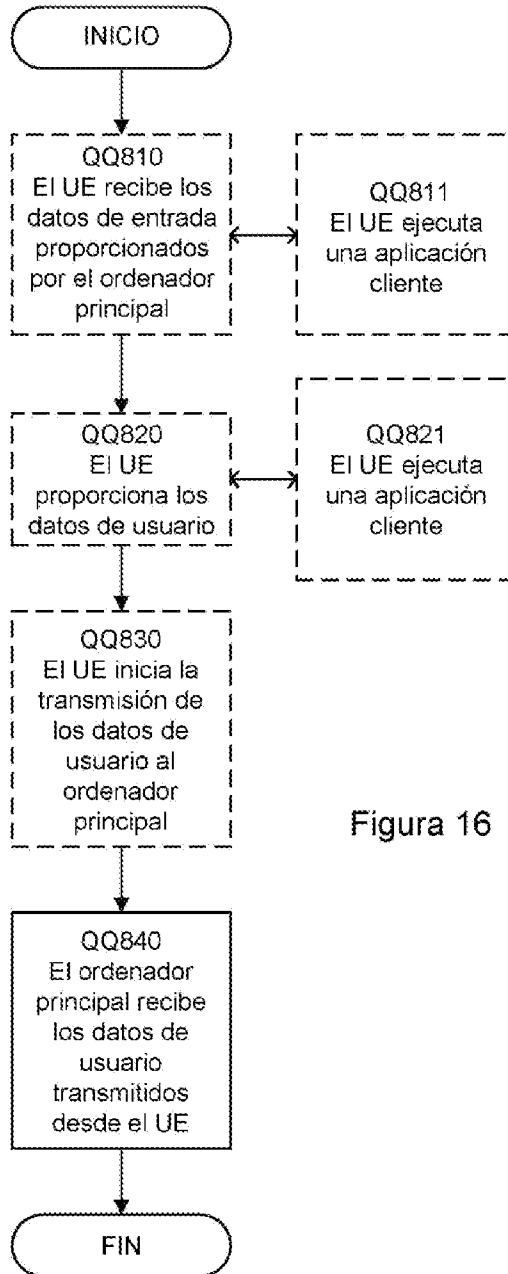 INICIO
QQ810
El UE recibe los
datos de entrada
proporcionados
por el ordenador
principal
QQ811
El UE ejecuta
una aplicación
cliente
QQ820
El UE
proporciona los
datos de usuario
QQ821
El UE ejecuta
una aplicación
cliente
QQ830
El UE inicia la
transmisión de
los datos de
usuario al
ordenador
principal
Figura 16
QQ840
El ordenador
principal recibe
los datos de
usuario
transmitidos
desde el UE
FIN